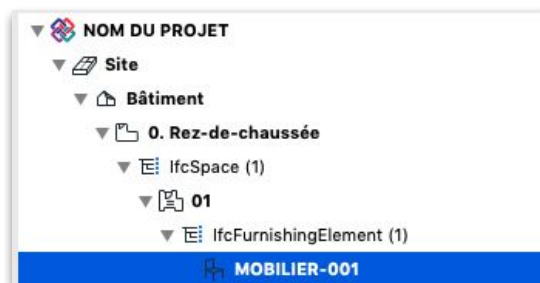 NOM DU PROJET
Site
Bâtiment
0. Rez-de-chaussée
IfcSpace (1)
01
IfcFurnishingElement (1)
MOBILIER-001